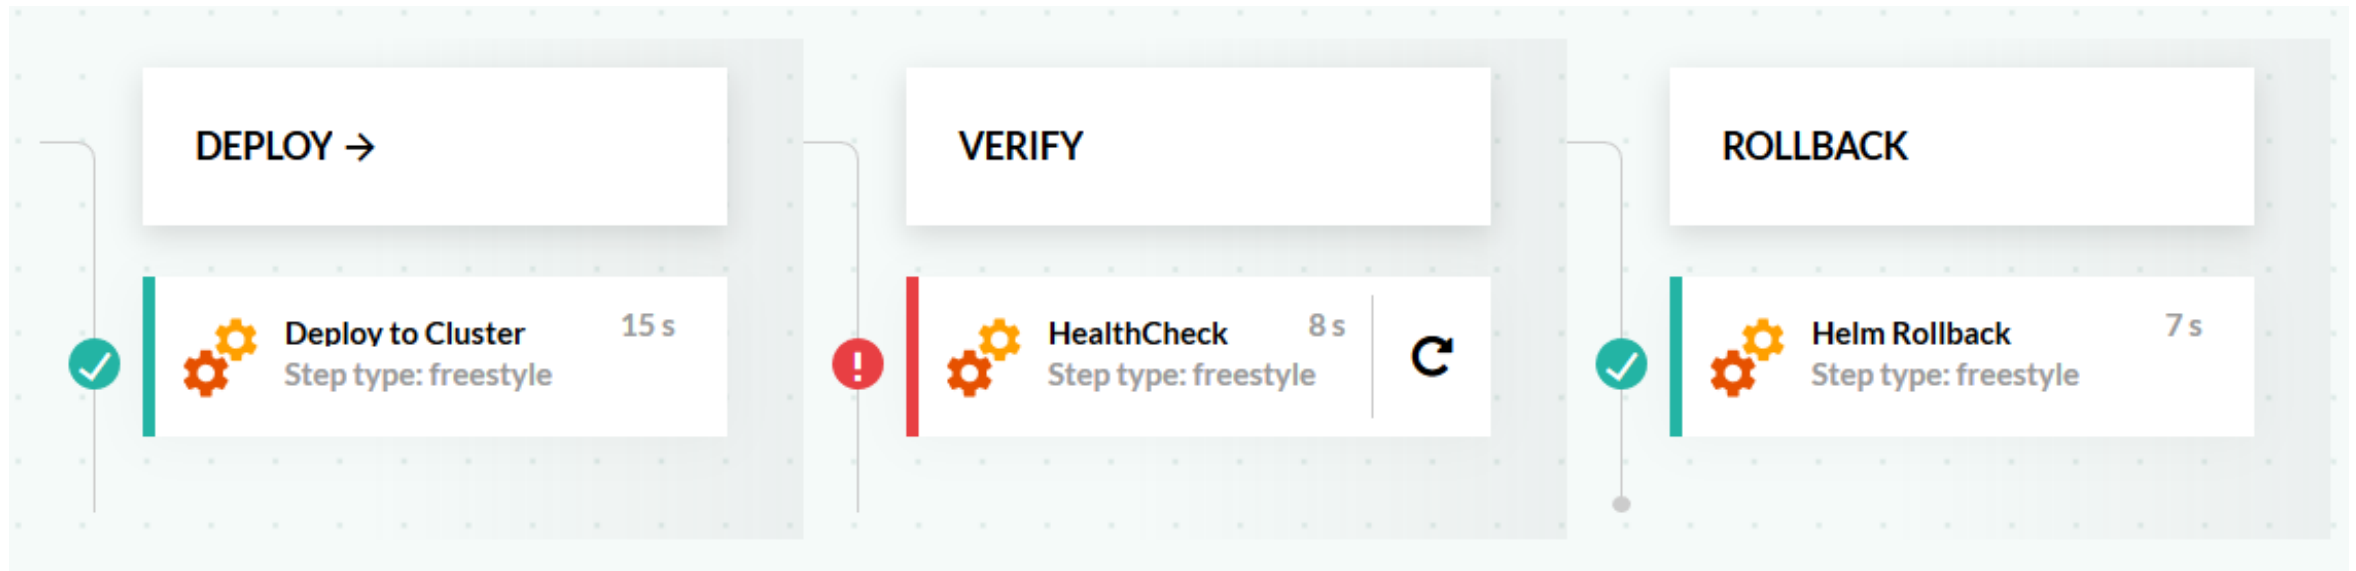 DEPLOY →
Deploy to Cluster 15 s
Step type: freestyle
VERIFY
HealthCheck 8 s
Step type: freestyle
ROLLBACK
Helm Rollback 7 s
Step type: freestyle